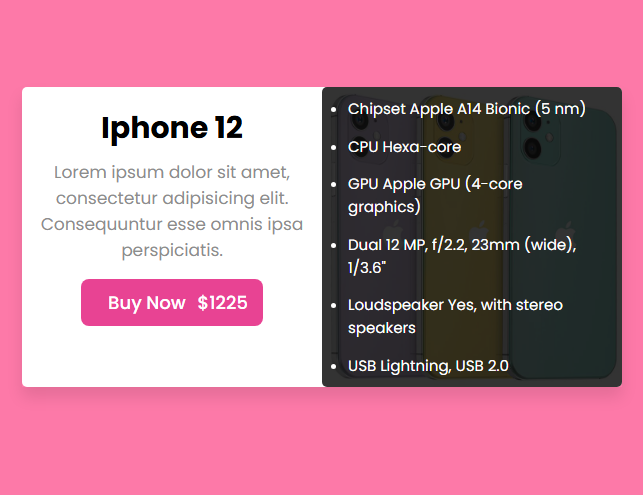 Iphone 12
Lorem ipsum dolor sit amet,
consectetur adipisicing elit.
Consequuntur esse omnis ipsa
perspiciatis.
Buy Now $1225
Chipset Apple A14 Bionic (5 nm)
CPU Hexa-core
GPU Apple GPU (4-core
graphics)
Dual 12 MP, f/2.2, 23mm (wide),
1/3.6"
Loudspeaker Yes, with stereo
speakers
USB Lightning, USB 2.0